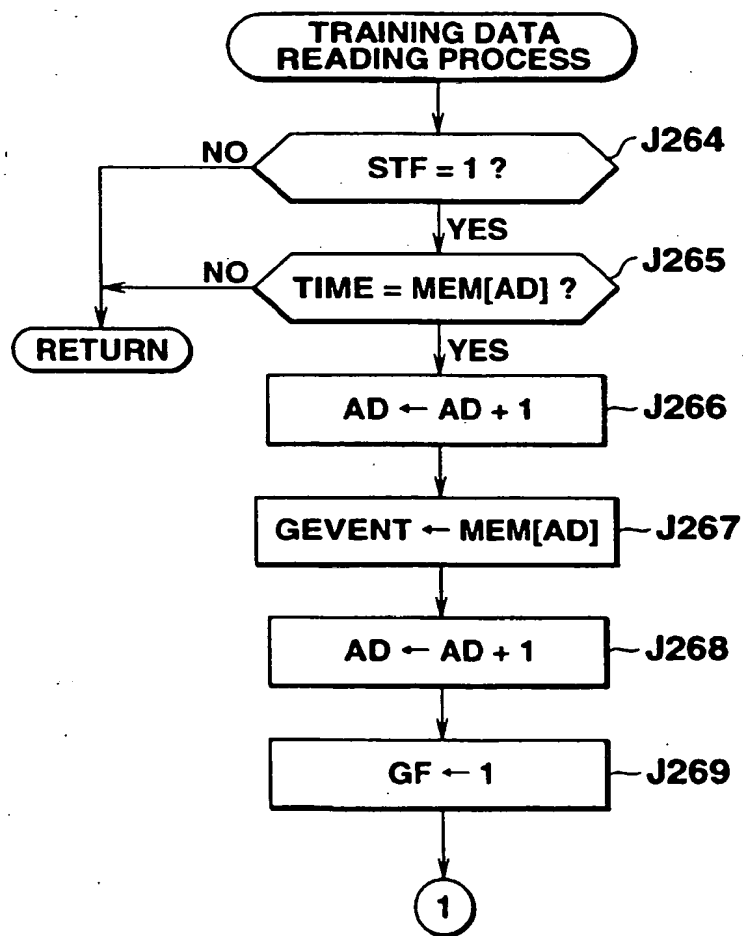 TRAINING DATA
READING PROCESS
J264
NO
STF = 1 ?
YES
J265
NO
TIME = MEM[AD] ?
RETURN
YES
AD ← AD + 1
J266
GEVENT ← MEM[AD]
J267
AD ← AD + 1
J268
GF ← 1
J269
1